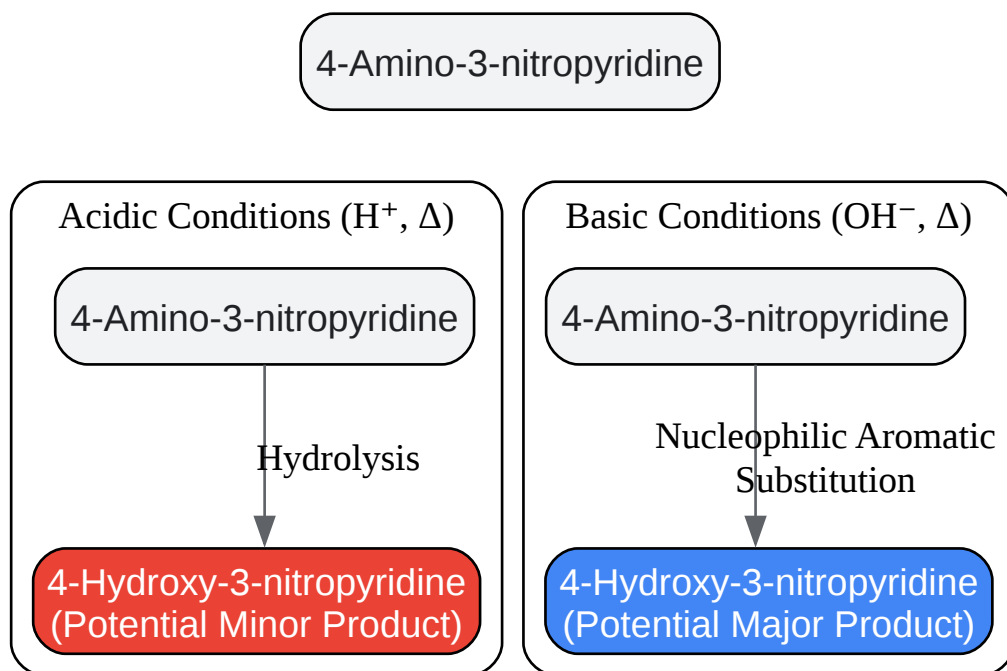 4-Amino-3-nitropyridine
Acidic Conditions (H⁺, Δ)
4-Amino-3-nitropyridine
Hydrolysis
4-Hydroxy-3-nitropyridine
(Potential Minor Product)
Basic Conditions (OH⁻, Δ)
4-Amino-3-nitropyridine
Nucleophilic Aromatic
Substitution
4-Hydroxy-3-nitropyridine
(Potential Major Product)